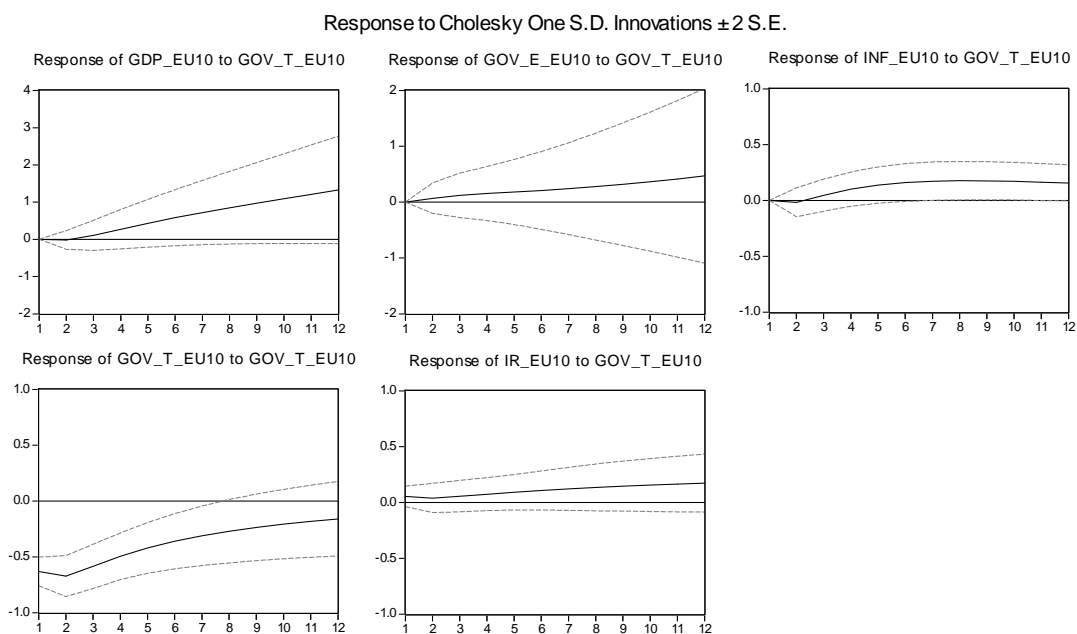 Response to Cholesky One S.D. Innovations ± 2 S.E.
Response of GDP_EU10 to GOV_T_EU10
4
3
2
1
0
-1
-2
1 2 3 4 5 6 7 8 9 10 11 12
Response of GOV_E_EU10 to GOV_T_EU10
2
1
0
-1
-2
1 2 3 4 5 6 7 8 9 10 11 12
Response of INF_EU10 to GOV_T_EU10
1.0
0.5
0.0
-0.5
-1.0
1 2 3 4 5 6 7 8 9 10 11 12
Response of GOV_T_EU10 to GOV_T_EU10
1.0
0.5
0.0
-0.5
-1.0
1 2 3 4 5 6 7 8 9 10 11 12
Response of IR_EU10 to GOV_T_EU10
1.0
0.5
0.0
-0.5
-1.0
1 2 3 4 5 6 7 8 9 10 11 12